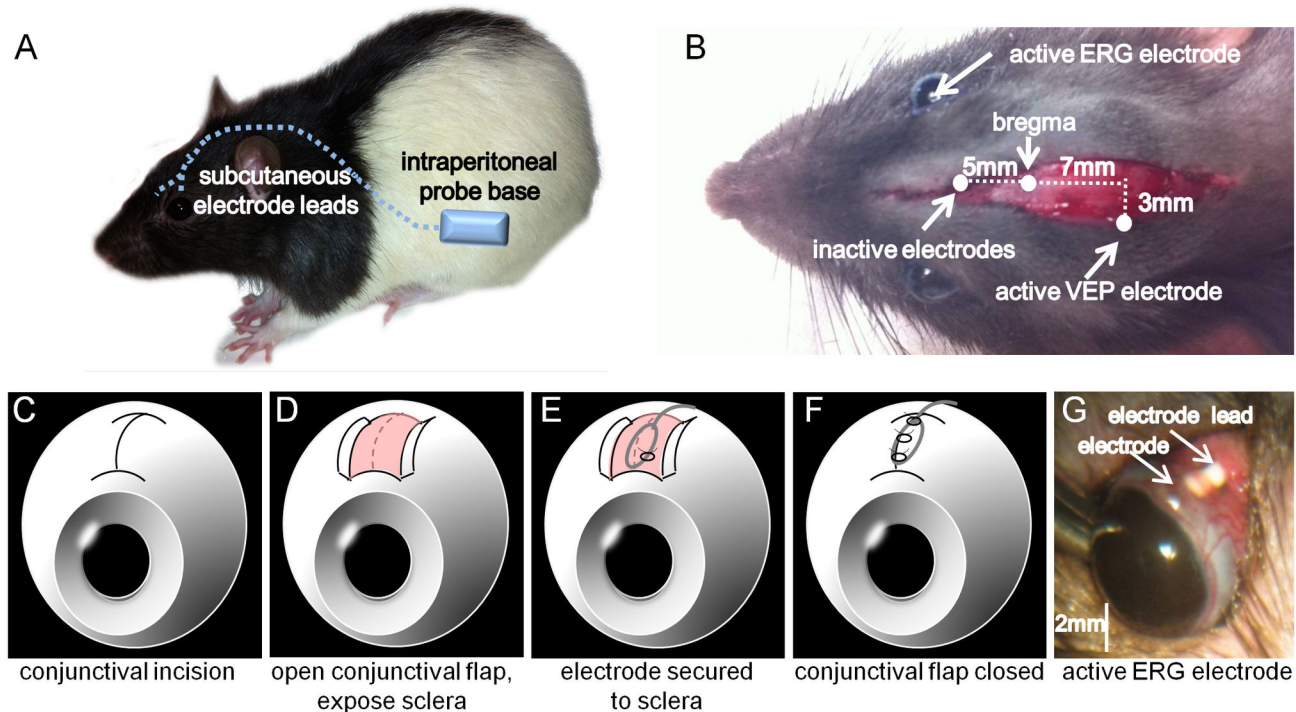 A
subcutaneous
electrode leads
intraperitoneal
probe base
B
active ERG electrode
bregma
5mm
7mm
3mm
inactive electrodes
active VEP electrode
C
conjunctival incision
D
open conjunctival flap,
expose sclera
E
electrode secured
to sclera
F
conjunctival flap closed
G
electrode lead
electrode
2mm
active ERG electrode